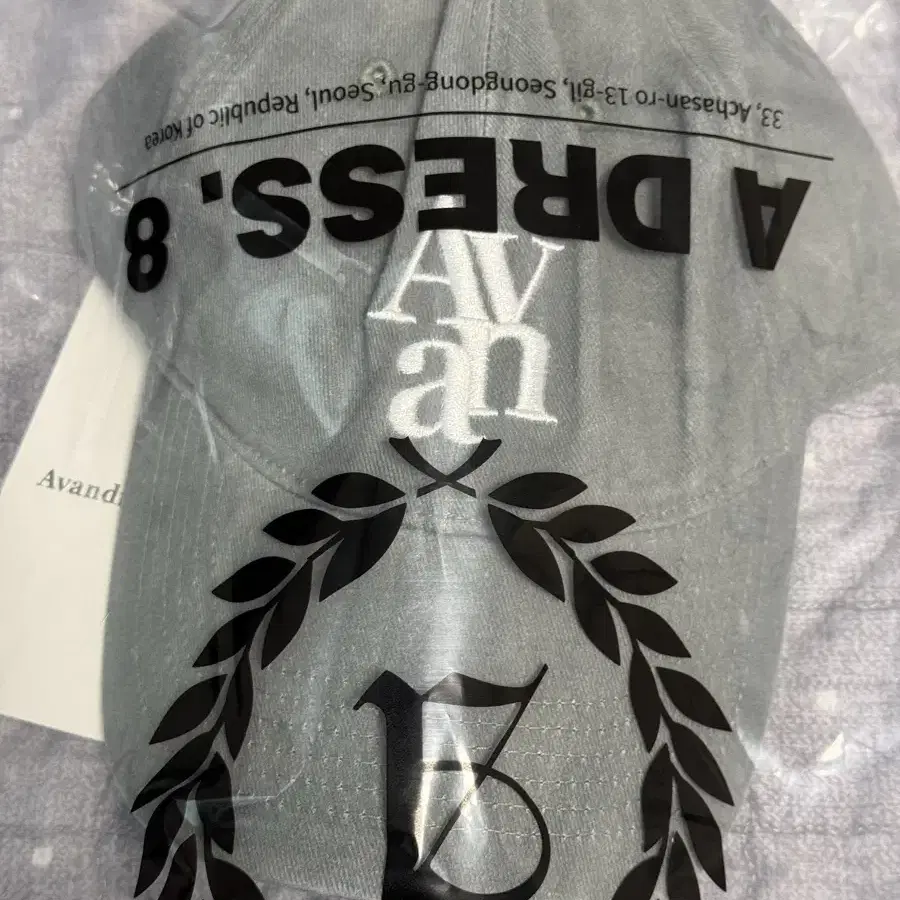 33, Achasan-ro 13-gil, Seongdong-gu, Seoul, Republic of Korea
A DRESS. 8
AV
an
Avand